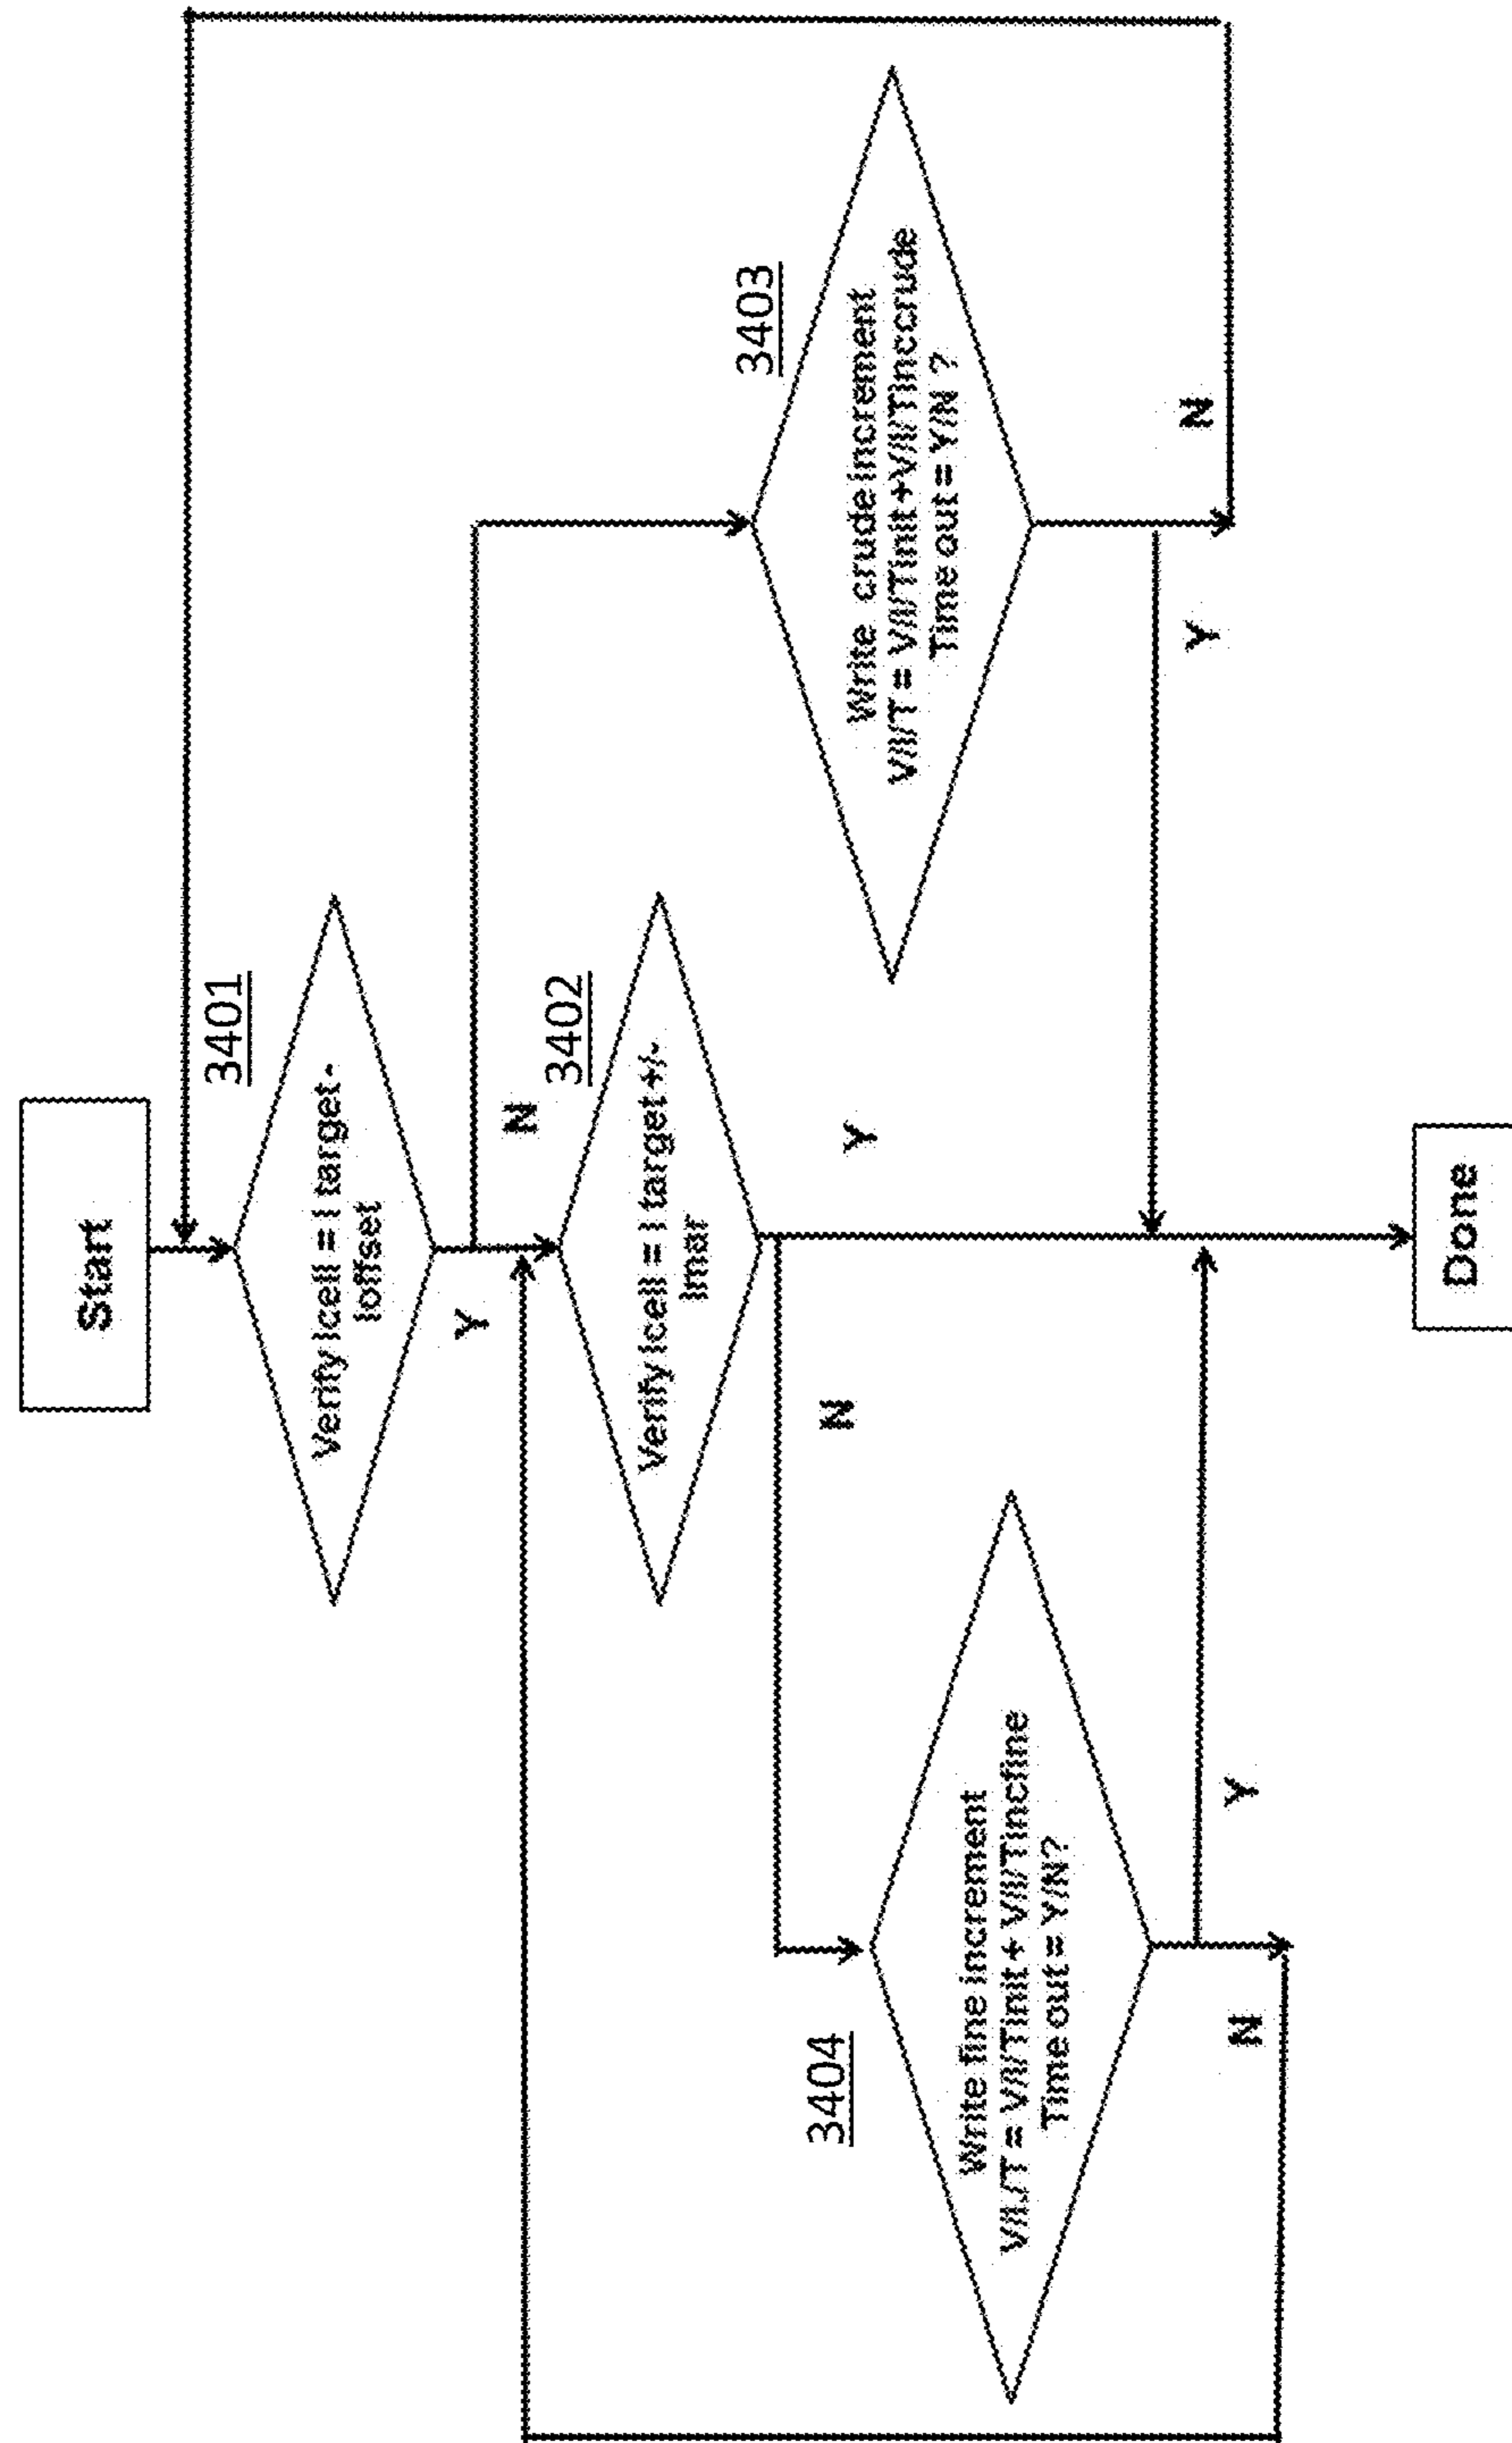 Start
3401
Verify Icell = I target -
Ioffset
N
Y
3402
Verify Icell = I target +/-
Imar
Y
N
3403
Write crude increment
V/I/T = V/I/Tinit + V/I/Tinccrude
Time out = Y/N ?
N
Y
3404
Write fine increment
V/I./T = V/I/Tinit + V/I/Tincfine
Time out = Y/N?
Y
N
Done